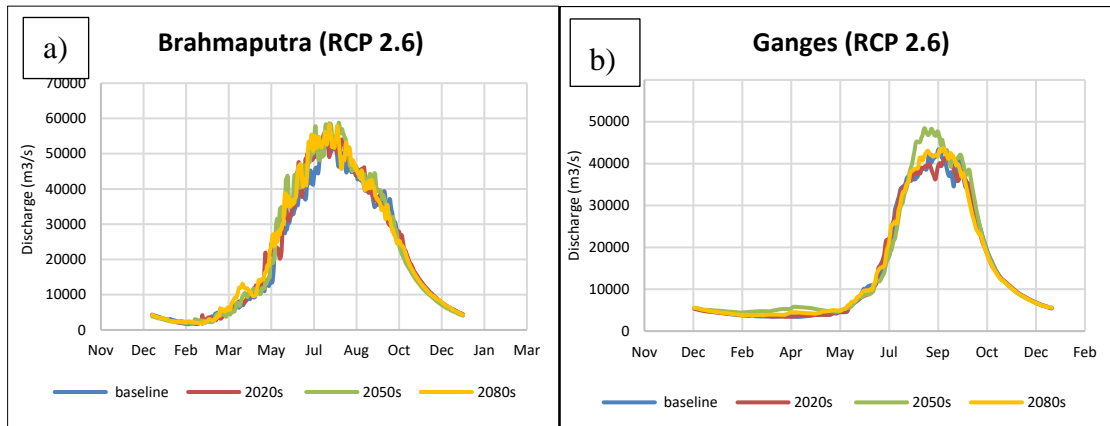 a)
Brahmaputra (RCP 2.6)
Discharge (m3/s)
70000
60000
50000
40000
30000
20000
10000
0
Nov Dec Feb Mar May Jul Aug Oct Dec Jan Mar
baseline 2020s 2050s 2080s
b)
Ganges (RCP 2.6)
Discharge (m3/s)
50000
40000
30000
20000
10000
0
Nov Dec Feb Apr May Jul Sep Oct Dec Feb
baseline 2020s 2050s 2080s